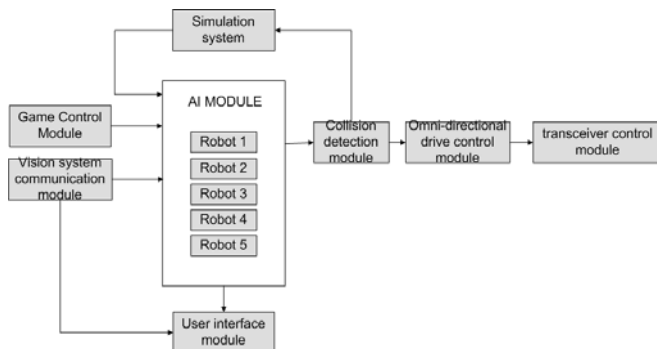 Simulation
system
AI MODULE
Game Control
Module
Vision system
communication
module
Robot 1
Robot 2
Robot 3
Robot 4
Robot 5
Collision
detection
module
Omni-directional
drive control
module
transceiver control
module
User interface
module